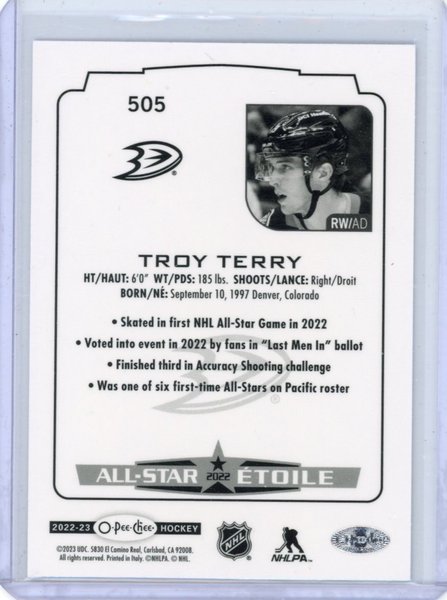 505
RW/AD
TROY TERRY
HT/HAUT: 6'0" WT/PDS: 185 lbs. SHOOTS/LANCE: Right/Droit
BORN/NÉ: September 10, 1997 Denver, Colorado
• Skated in first NHL All-Star Game in 2022
• Voted into event in 2022 by fans in "Last Men In" ballot
• Finished third in Accuracy Shooting challenge
• Was one of six first-time All-Stars on Pacific roster
ALL-STAR 2022 ÉTOILE
2022-23 O-Pee-Chee HOCKEY
©2023 UDC. 5830 El Camino Real, Carlsbad, CA 92008.
All rights reserved. Printed in Italy. ©NHLPA. © NHL.
NHL
NHLPA